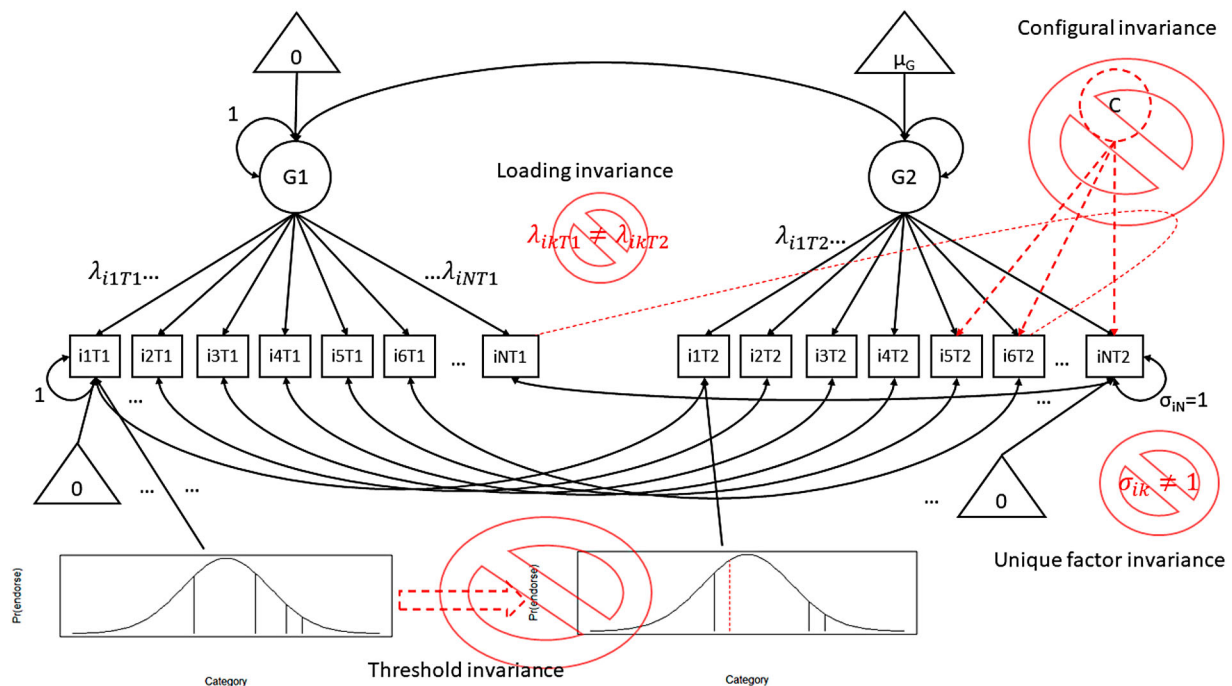 Configural invariance
0
μG
C
1
G1
G2
Loading invariance
λikT1 ≠ λikT2
λi1T1...
...λiNT1
λi1T2...
i1T1 i2T1 i3T1 i4T1 i5T1 i6T1 ... iNT1
i1T2 i2T2 i3T2 i4T2 i5T2 i6T2 ... iNT2
1
...
...
σiN=1
0
... ...
...
0
σik ≠ 1
Unique factor invariance
Pr(endorse)
Pr(endorse)
Threshold invariance
Category
Category